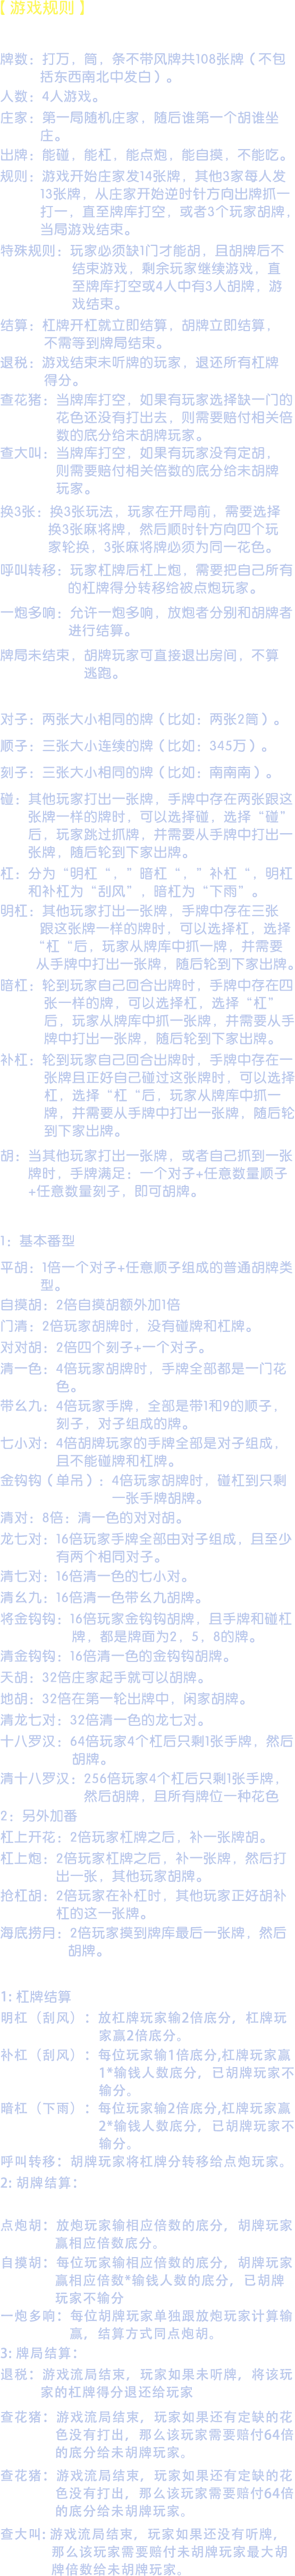 【游戏规则】
牌数：打万，筒，条不带风牌共108张牌（不包
括东西南北中发白）。
人数：4人游戏。
庄家：第一局随机庄家，随后谁第一个胡谁坐
庄。
出牌：能碰，能杠，能点炮，能自摸，不能吃。
规则：游戏开始庄家发14张牌，其他3家每人发
13张牌，从庄家开始逆时针方向出牌抓一
打一，直至牌库打空，或者3个玩家胡牌，
当局游戏结束。
特殊规则：玩家必须缺1门才能胡，且胡牌后不
结束游戏，剩余玩家继续游戏，直
至牌库打空或4人中有3人胡牌，游
戏结束。
结算：杠牌开杠就立即结算，胡牌立即结算，
不需等到牌局结束。
退税：游戏结束未听牌的玩家，退还所有杠牌
得分。
查花猪：当牌库打空，如果有玩家选择缺一门的
花色还没有打出去，则需要赔付相关倍
数的底分给未胡牌玩家。
查大叫：当牌库打空，如果有玩家没有定胡，
则需要赔付相关倍数的底分给未胡牌
玩家。
换3张：换3张玩法，玩家在开局前，需要选择
换3张麻将牌，然后顺时针方向四个玩
家轮换，3张麻将牌必须为同一花色。
呼叫转移：玩家杠牌后杠上炮，需要把自己所有
的杠牌得分转移给被点炮玩家。
一炮多响：允许一炮多响，放炮者分别和胡牌者
进行结算。
牌局未结束，胡牌玩家可直接退出房间，不算
逃跑。
对子：两张大小相同的牌（比如：两张2筒）。
顺子：三张大小连续的牌（比如：345万）。
刻子：三张大小相同的牌（比如：南南南）。
碰：其他玩家打出一张牌，手牌中存在两张跟这
张牌一样的牌时，可以选择碰，选择“碰”
后，玩家跳过抓牌，并需要从手牌中打出一
张牌，随后轮到下家出牌。
杠：分为“明杠“，”暗杠“，”补杠“，明杠
和补杠为“刮风”，暗杠为“下雨”。
明杠：其他玩家打出一张牌，手牌中存在三张
跟这张牌一样的牌时，可以选择杠，选择
“杠“后，玩家从牌库中抓一牌，并需要
从手牌中打出一张牌，随后轮到下家出牌。
暗杠：轮到玩家自己回合出牌时，手牌中存在四
张一样的牌，可以选择杠，选择“杠”
后，玩家从牌库中抓一张牌，并需要从手
牌中打出一张牌，随后轮到下家出牌。
补杠：轮到玩家自己回合出牌时，手牌中存在一
张牌且正好自己碰过这张牌时，可以选择
杠，选择“杠“后，玩家从牌库中抓一
牌，并需要从手牌中打出一张牌，随后轮
到下家出牌。
胡：当其他玩家打出一张牌，或者自己抓到一张
牌时，手牌满足：一个对子+任意数量顺子
+任意数量刻子，即可胡牌。
1：基本番型
平胡：1倍一个对子+任意顺子组成的普通胡牌类
型。
自摸胡：2倍自摸胡额外加1倍
门清：2倍玩家胡牌时，没有碰牌和杠牌。
对对胡：2倍四个刻子+一个对子。
清一色：4倍玩家胡牌时，手牌全部都是一门花
色。
带幺九：4倍玩家手牌，全部是带1和9的顺子，
刻子，对子组成的牌。
七小对：4倍胡牌玩家的手牌全部是对子组成，
且不能碰牌和杠牌。
金钩钩（单吊）：4倍玩家胡牌时，碰杠到只剩
一张手牌胡牌。
清对：8倍：清一色的对对胡。
龙七对：16倍玩家手牌全部由对子组成，且至少
有两个相同对子。
清七对：16倍清一色的七小对。
清幺九：16倍清一色带幺九胡牌。
将金钩钩：16倍玩家金钩钩胡牌，且手牌和碰杠
牌，都是牌面为2，5，8的牌。
清金钩钩：16倍清一色的金钩钩胡牌。
天胡：32倍庄家起手就可以胡牌。
地胡：32倍在第一轮出牌中，闲家胡牌。
清龙七对：32倍清一色的龙七对。
十八罗汉：64倍玩家4个杠后只剩1张手牌，然后
胡牌。
清十八罗汉：256倍玩家4个杠后只剩1张手牌，
然后胡牌，且所有牌位一种花色
2：另外加番
杠上开花：2倍玩家杠牌之后，补一张牌胡。
杠上炮：2倍玩家杠牌之后，补一张牌，然后打
出一张，其他玩家胡牌。
抢杠胡：2倍玩家在补杠时，其他玩家正好胡补
杠的这一张牌。
海底捞月：2倍玩家摸到牌库最后一张牌，然后
胡牌。
1：杠牌结算
明杠（刮风）：放杠牌玩家输2倍底分，杠牌玩
家赢2倍底分。
补杠（刮风）：每位玩家输1倍底分,杠牌玩家赢
1*输钱人数底分，已胡牌玩家不
输分。
暗杠（下雨）：每位玩家输2倍底分,杠牌玩家赢
2*输钱人数底分，已胡牌玩家不
输分。
呼叫转移：胡牌玩家将杠牌分转移给点炮玩家。
2：胡牌结算：
点炮胡：放炮玩家输相应倍数的底分，胡牌玩家
赢相应倍数底分。
自摸胡：每位玩家输相应倍数的底分，胡牌玩家
赢相应倍数*输钱人数的底分，已胡牌
玩家不输分
一炮多响：每位胡牌玩家单独跟放炮玩家计算输
赢，结算方式同点炮胡。
3：牌局结算：
退税：游戏流局结束，玩家如果未听牌，将该玩
家的杠牌得分退还给玩家
查花猪：游戏流局结束，玩家如果还有定缺的花
色没有打出，那么该玩家需要赔付64倍
的底分给未胡牌玩家。
查花猪：游戏流局结束，玩家如果还有定缺的花
色没有打出，那么该玩家需要赔付64倍
的底分给未胡牌玩家。
查大叫：游戏流局结束，玩家如果还没有听牌，
那么该玩家需要赔付未胡牌玩家最大胡
牌倍数给未胡牌玩家。